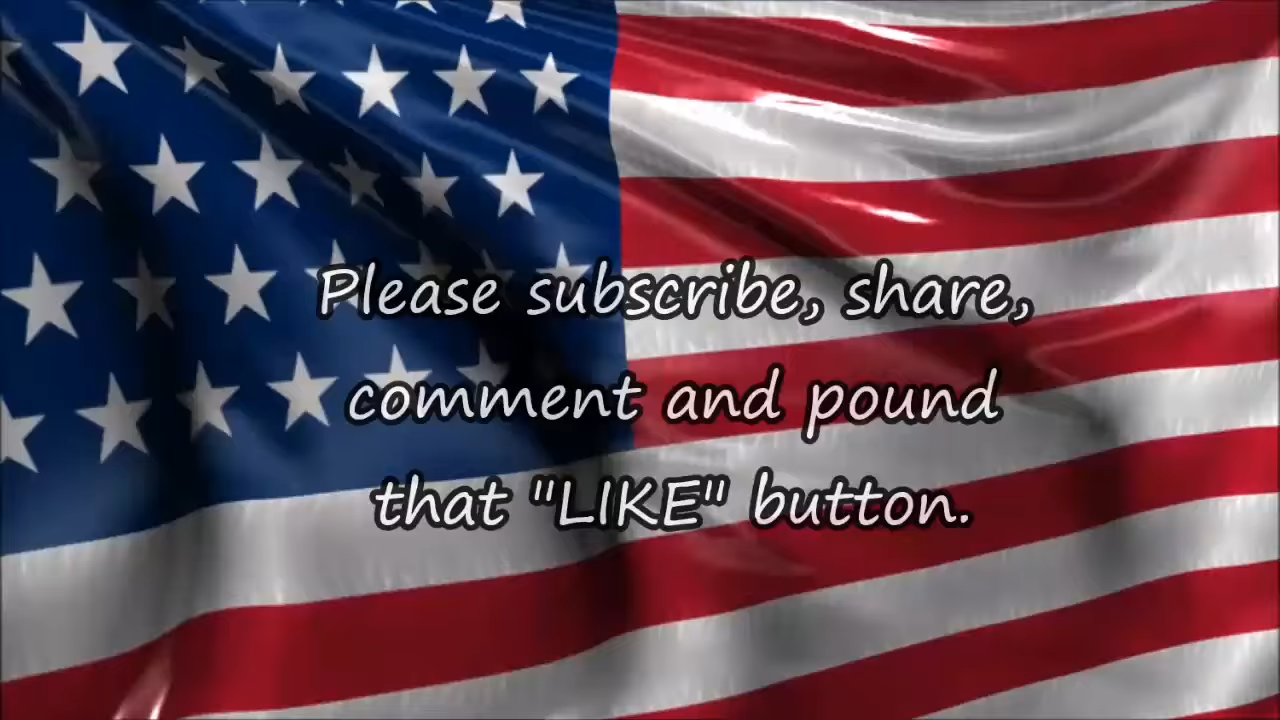 Please subscribe, share,
comment and pound
that "LIKE" button.